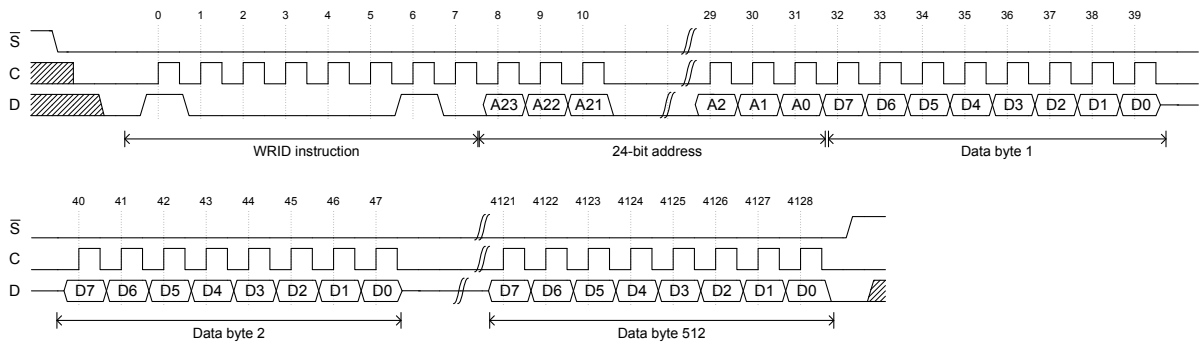 0 1 2 3 4 5 6 7 8 9 10 29 30 31 32 33 34 35 36 37 38 39
S
C
D A23 A22 A21 A2 A1 A0 D7 D6 D5 D4 D3 D2 D1 D0
WRID instruction 24-bit address Data byte 1
40 41 42 43 44 45 46 47 4121 4122 4123 4124 4125 4126 4127 4128
S
C
D D7 D6 D5 D4 D3 D2 D1 D0 D7 D6 D5 D4 D3 D2 D1 D0
Data byte 2 Data byte 512